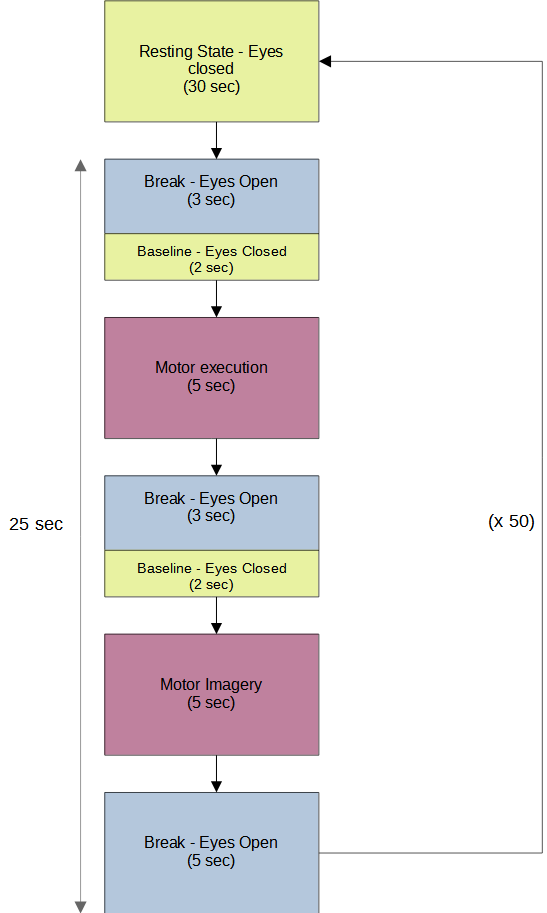 Resting State - Eyes
closed
(30 sec)
Break - Eyes Open
(3 sec)
Baseline - Eyes Closed
(2 sec)
Motor execution
(5 sec)
Break - Eyes Open
(3 sec)
25 sec
(x 50)
Baseline - Eyes Closed
(2 sec)
Motor Imagery
(5 sec)
Break - Eyes Open
(5 sec)